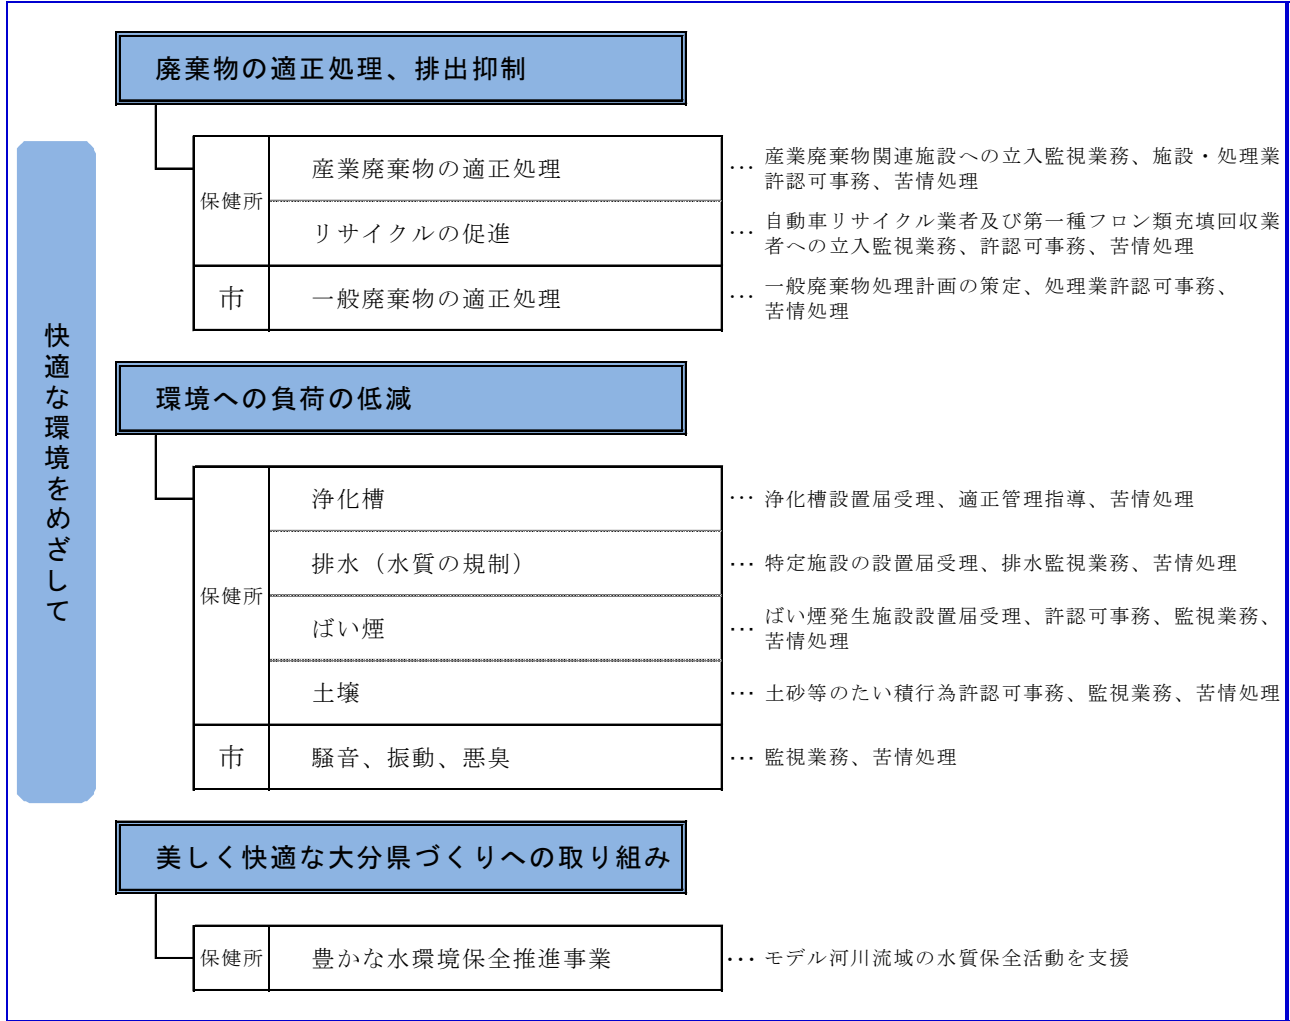 快適な環境をめざして
廃棄物の適正処理、排出抑制
保健所
産業廃棄物の適正処理
… 産業廃棄物関連施設への立入監視業務、施設・処理業
許認可事務、苦情処理
リサイクルの促進
… 自動車リサイクル業者及び第一種フロン類充填回収業
者への立入監視業務、許認可事務、苦情処理
市
一般廃棄物の適正処理
… 一般廃棄物処理計画の策定、処理業許認可事務、
苦情処理
環境への負荷の低減
保健所
浄化槽
… 浄化槽設置届受理、適正管理指導、苦情処理
排水（水質の規制）
… 特定施設の設置届受理、排水監視業務、苦情処理
ばい煙
… ばい煙発生施設設置届受理、許認可事務、監視業務、
苦情処理
土壌
… 土砂等のたい積行為許認可事務、監視業務、苦情処理
市
騒音、振動、悪臭
… 監視業務、苦情処理
美しく快適な大分県づくりへの取り組み
保健所
豊かな水環境保全推進事業
… モデル河川流域の水質保全活動を支援